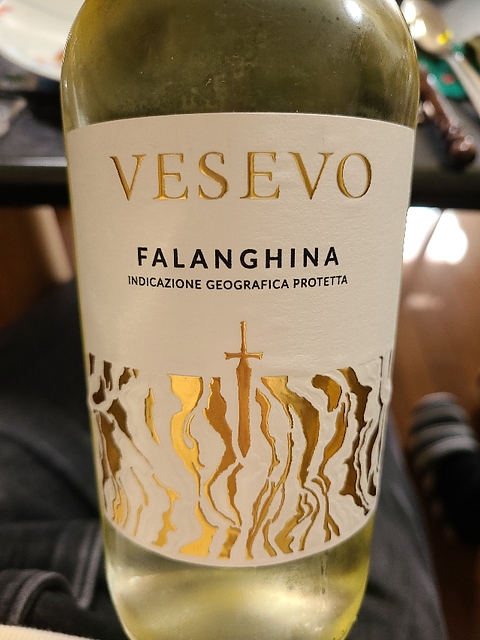 VESEVO
FALANGHINA
INDICAZIONE GEOGRAFICA PROTETTA